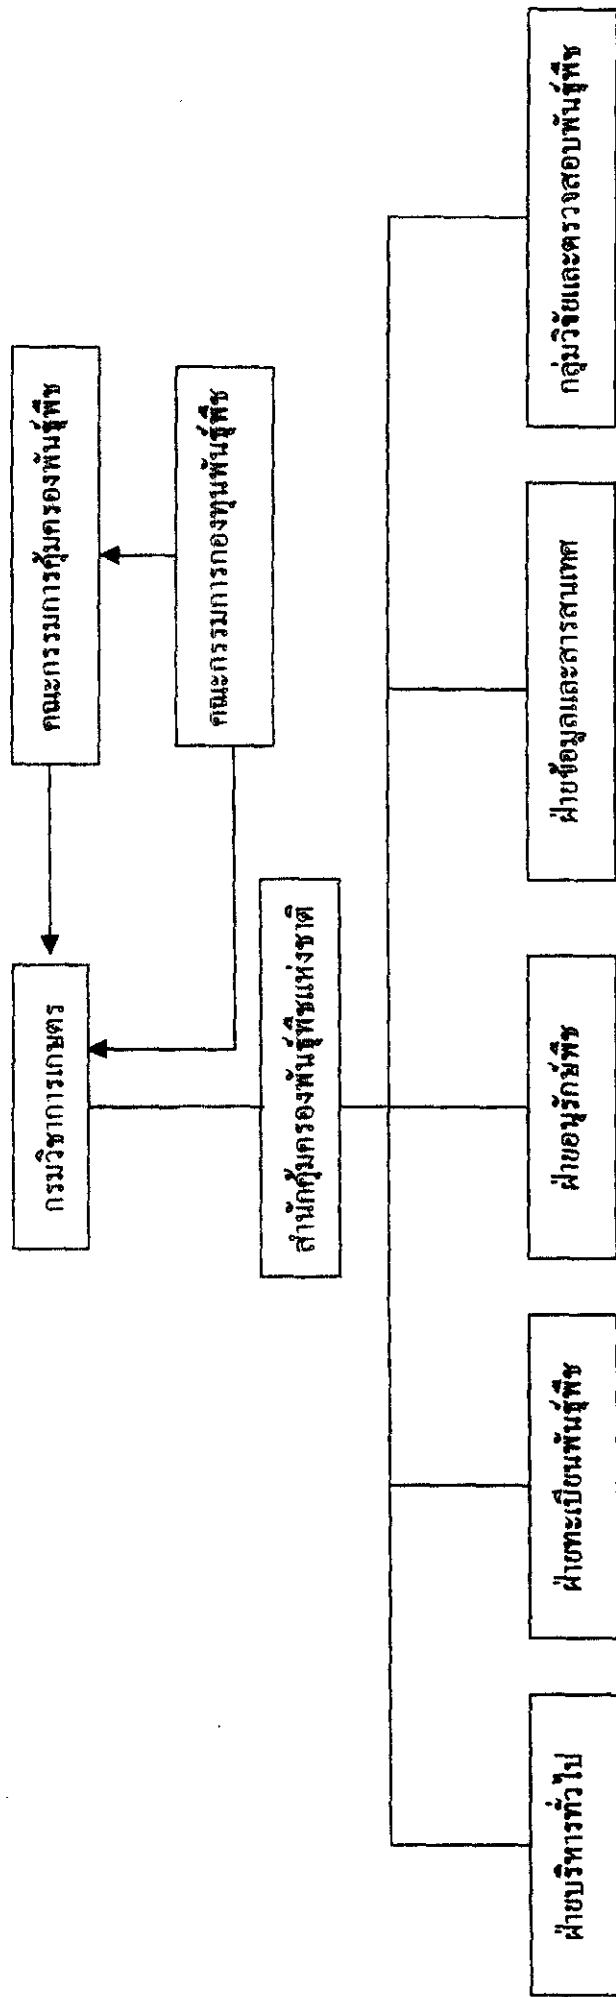 กรมวิชาการเกษตร
คณะกรรมการคุ้มครองพันธุ์พืช
คณะกรรมการกองทุนพันธุ์พืช
สำนักคุ้มครองพันธุ์พืชแห่งชาติ
ฝ่ายบริหารทั่วไป
ฝ่ายทะเบียนพันธุ์พืช
ฝ่ายอนุรักษ์พืช
ฝ่ายข้อมูลและสารสนเทศ
กลุ่มวิจัยและตรวจสอบพันธุ์พืช